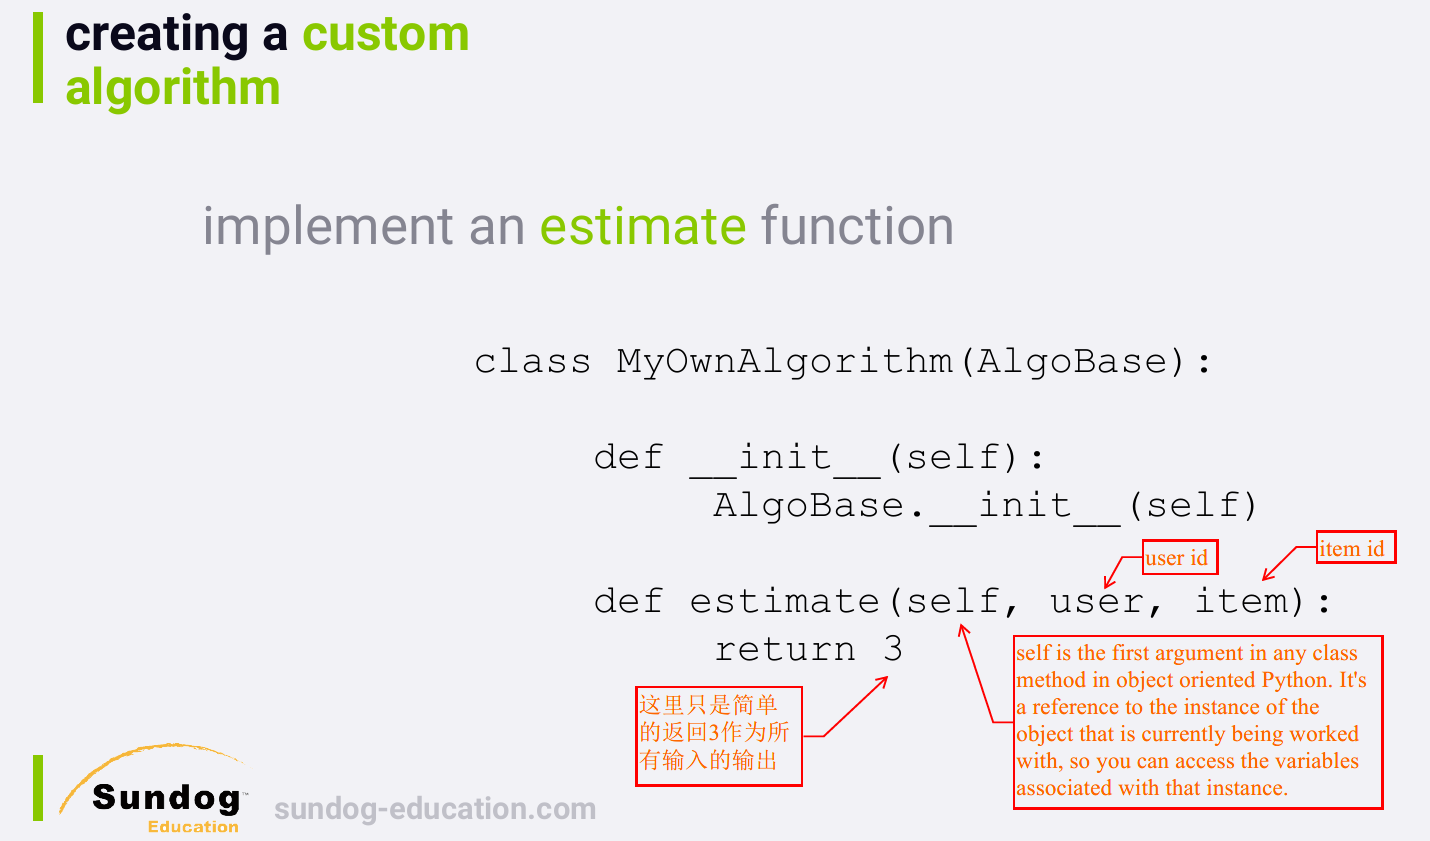 creating a custom
algorithm
implement an estimate function
class MyOwnAlgorithm(AlgoBase):
def __init__(self):
AlgoBase.__init__(self)
user id
item id
def estimate(self, user, item):
return 3
self is the first argument in any class
method in object oriented Python. It's
a reference to the instance of the
object that is currently being worked
with, so you can access the variables
associated with that instance.
这里只是简单
的返回3作为所
有输入的输出
Sundog™
Education
sundog-education.com